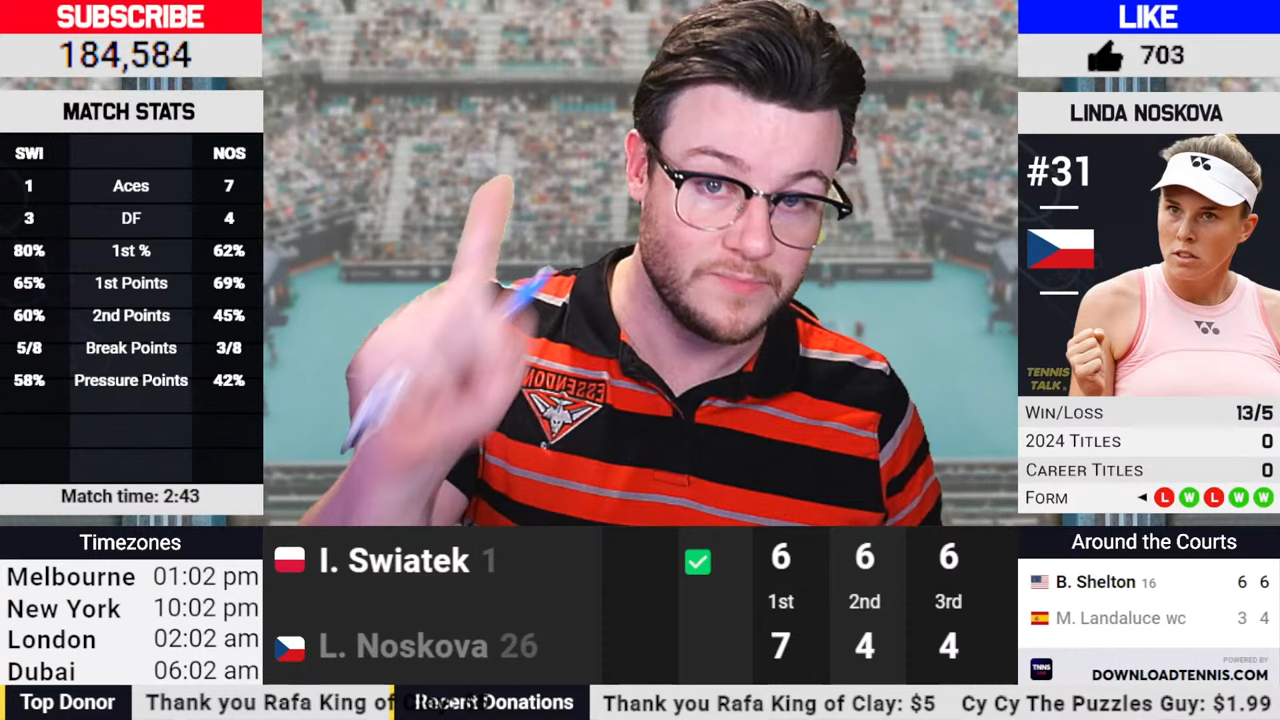 SUBSCRIBE
184,584
MATCH STATS
SWI NOS
1 Aces 7
3 DF 4
80% 1st % 62%
65% 1st Points 69%
60% 2nd Points 45%
5/8 Break Points 3/8
58% Pressure Points 42%
Match time: 2:43
Timezones
Melbourne 01:02 pm
New York 10:02 pm
London 02:02 am
Dubai 06:02 am
ESSENDON
I. Swiatek 1 6 6 6
1st 2nd 3rd
L. Noskova 26 7 4 4
LIKE
703
LINDA NOSKOVA
#31
TENNIS
TALK
WIN/LOSS 13/5
2024 TITLES 0
CAREER TITLES 0
FORM L W L W W
Around the Courts
B. Shelton 16 6 6
M. Landaluce wc 3 4
TNNS
POWERED BY
DOWNLOADTENNIS.COM
Top Donor Thank you Rafa King of Recent Donations Thank you Rafa King of Clay: $5 Cy Cy The Puzzles Guy: $1.99